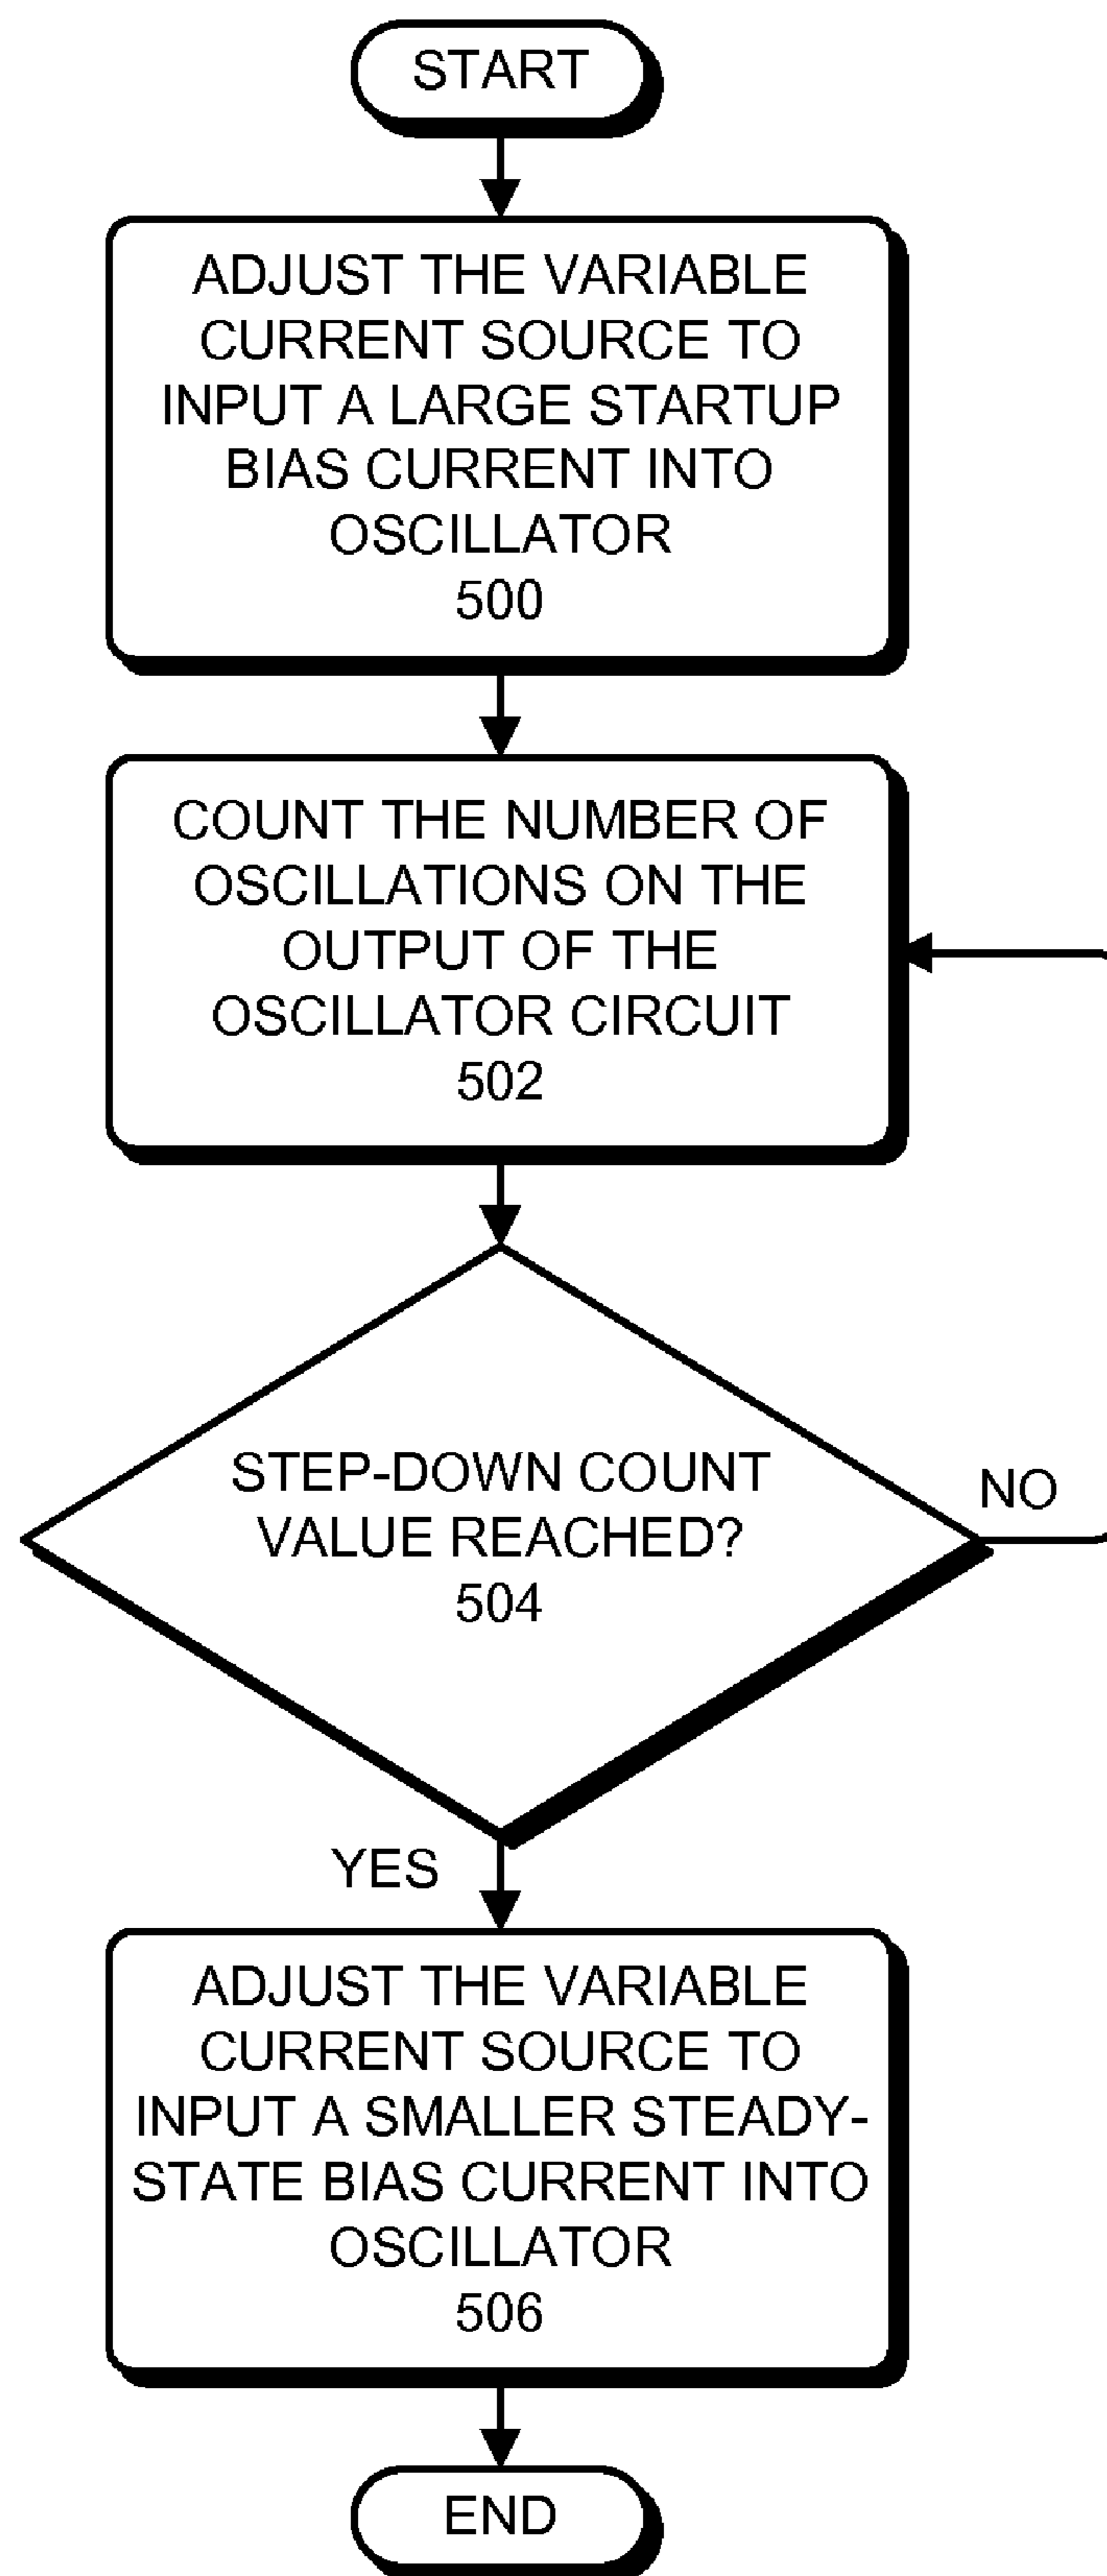 START
ADJUST THE VARIABLE
CURRENT SOURCE TO
INPUT A LARGE STARTUP
BIAS CURRENT INTO
OSCILLATOR
500
COUNT THE NUMBER OF
OSCILLATIONS ON THE
OUTPUT OF THE
OSCILLATOR CIRCUIT
502
STEP-DOWN COUNT
VALUE REACHED?
504
NO
YES
ADJUST THE VARIABLE
CURRENT SOURCE TO
INPUT A SMALLER STEADY-
STATE BIAS CURRENT INTO
OSCILLATOR
506
END